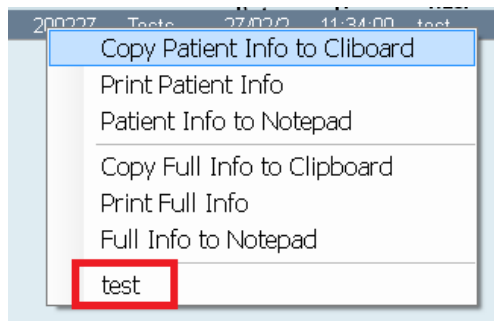 200227 Tests 27/02/2 11:34:00 test
Copy Patient Info to Cliboard
Print Patient Info
Patient Info to Notepad
Copy Full Info to Clipboard
Print Full Info
Full Info to Notepad
test